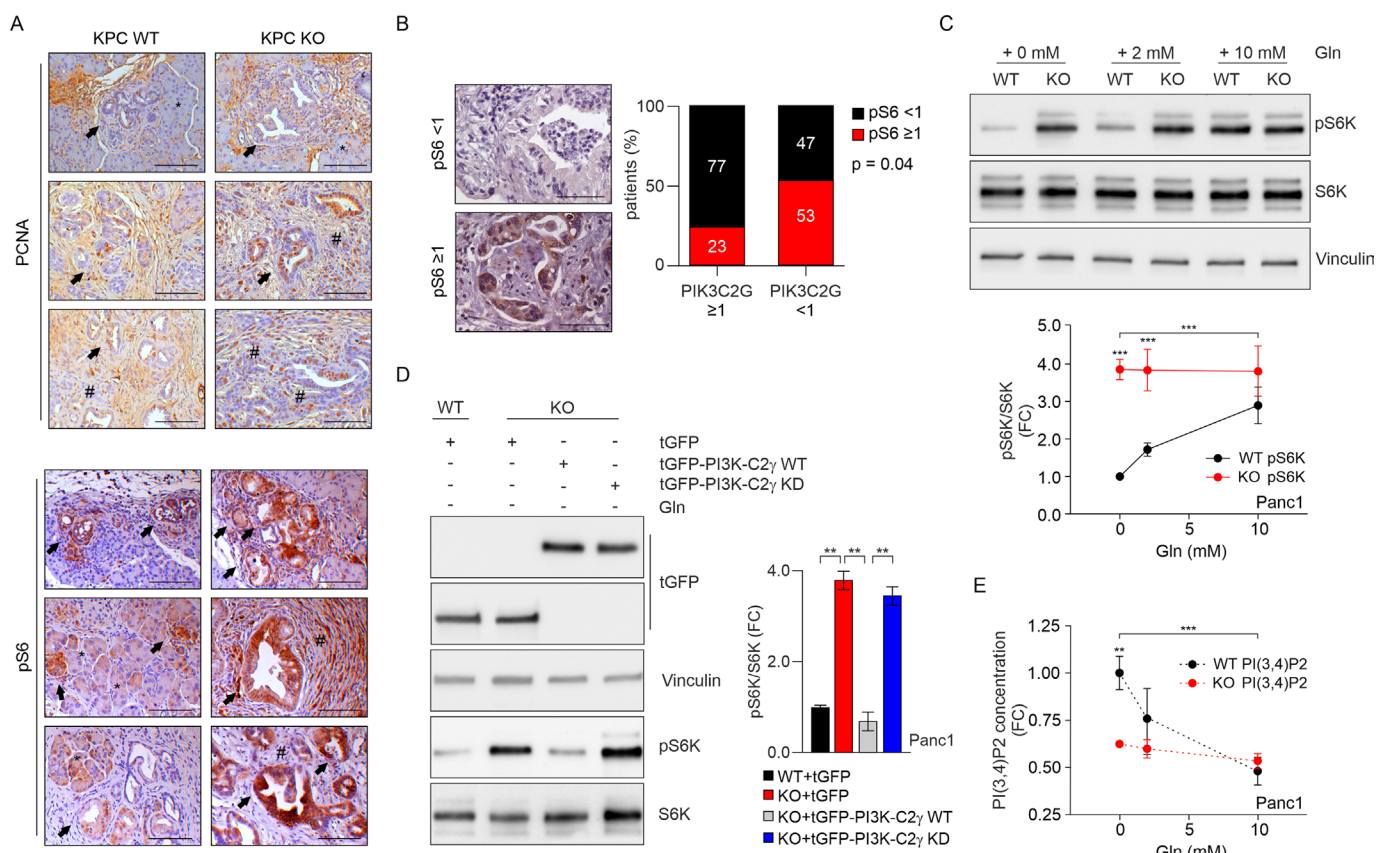 A
KPC WT KPC KO
PCNA
*
*
#
#
#
#
pS6
*
*
#
*
#
B
pS6 <1
pS6 ≥1
patients (%)
100
50
0
77
23
47
53
PIK3C2G
≥1
PIK3C2G
<1
pS6 <1
pS6 ≥1
p = 0.04
C
+ 0 mM + 2 mM + 10 mM Gln
WT KO WT KO WT KO
pS6K
S6K
Vinculin
pS6K/S6K
(FC)
5.0
4.0
3.0
2.0
1.0
0.0
***
***
***
WT pS6K
KO pS6K
Panc1
0 5 10
Gln (mM)
D
WT KO
+ + - - tGFP
- - + - tGFP-PI3K-C2γ WT
- - - + tGFP-PI3K-C2γ KD
- - - - Gln
tGFP
Vinculin
pS6K
S6K
pS6K/S6K (FC)
4.0
2.0
0.0
** ** **
Panc1
WT+tGFP
KO+tGFP
KO+tGFP-PI3K-C2γ WT
KO+tGFP-PI3K-C2γ KD
E
PI(3,4)P2 concentration
(FC)
1.25
1.00
0.75
0.50
0.25
***
**
WT PI(3,4)P2
KO PI(3,4)P2
Panc1
0 5 10
Gln (mM)